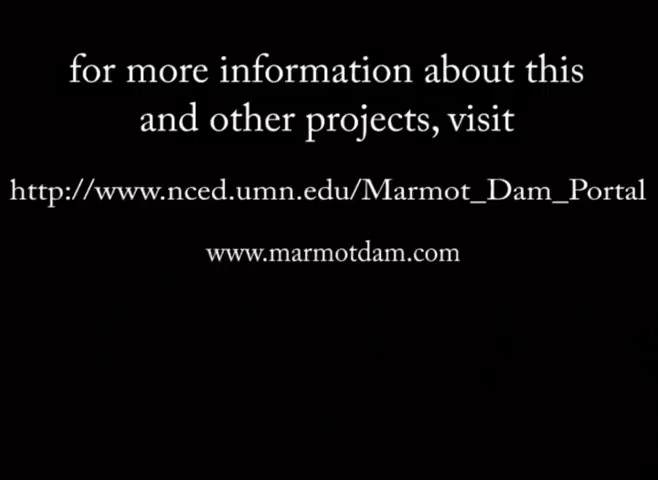 for more information about this
and other projects, visit
http://www.nced.umn.edu/Marmot_Dam_Portal
www.marmotdam.com